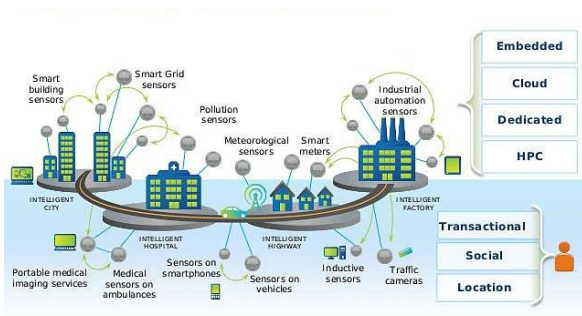 Smart
building
sensors
Smart Grid
sensors
Pollution
sensors
Meteorological
sensors
Smart
meters
Industrial
automation
sensors
Embedded
Cloud
Dedicated
HPC
INTELLIGENT
CITY
INTELLIGENT
HOSPITAL
INTELLIGENT
HIGHWAY
INTELLIGENT
FACTORY
Portable medical
imaging services
Medical
sensors on
ambulances
Sensors on
smartphones
Sensors on
vehicles
Inductive
sensors
Traffic
cameras
Transactional
Social
Location